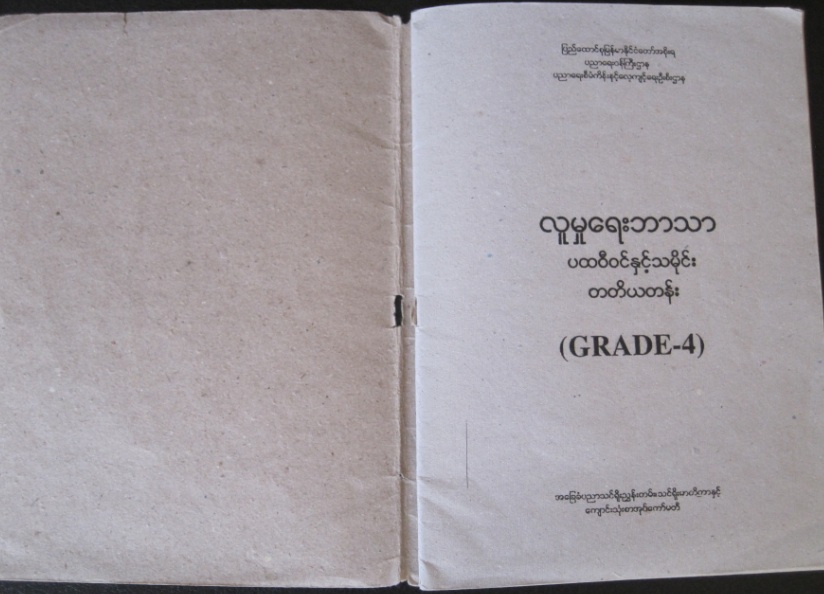 ပြည်ထောင်စုမြန်မာနိုင်ငံတော်အစိုးရ
ပညာရေးဝန်ကြီးဌာန
ပညာရေးစီမံကိန်းနှင့်လေ့ကျင့်ရေးဦးစီးဌာန
လူမှုရေးဘာသာ
ပထဝီဝင်နှင့်သမိုင်း
တတိယတန်း
(GRADE-4)
အခြေခံပညာသင်ရိုးညွှန်းတမ်း၊သင်ရိုးမာတိကာနှင့်
ကျောင်းသုံးစာအုပ်ကော်မတီ